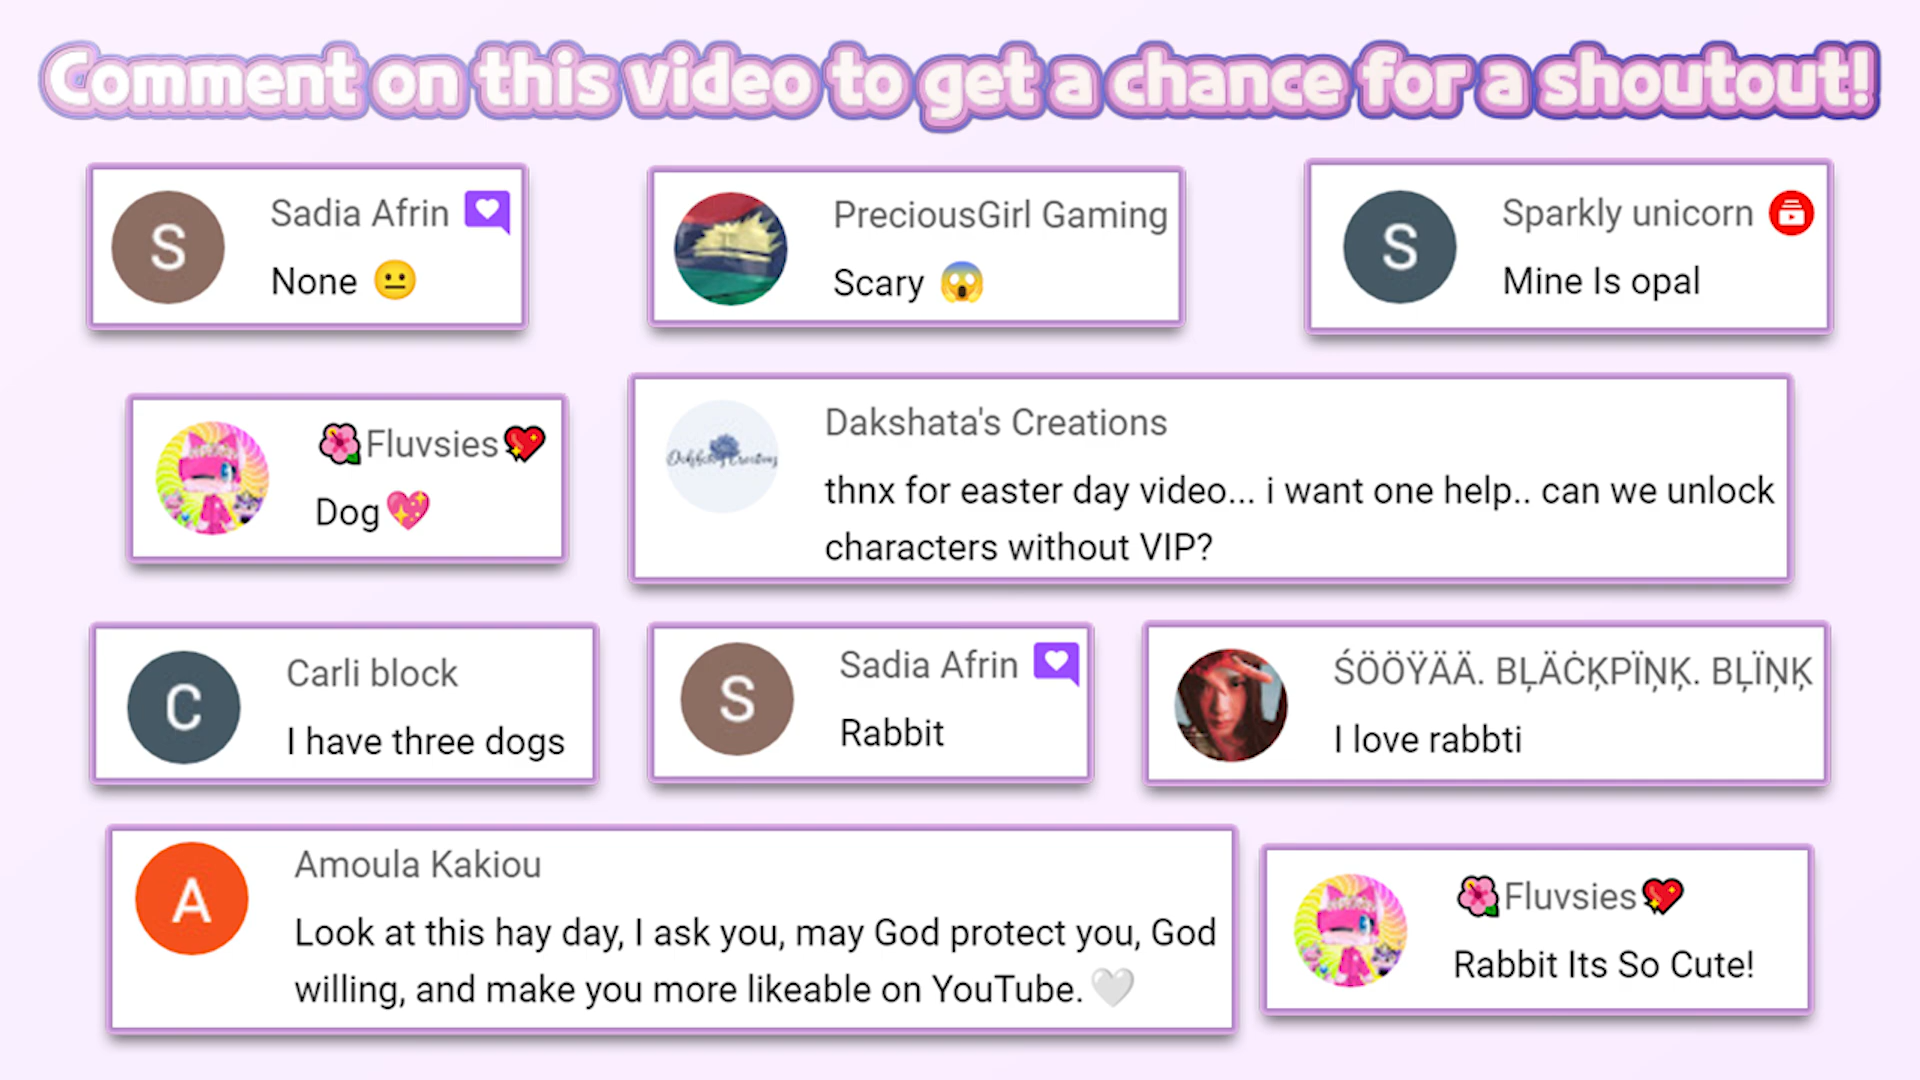 Comment on this video to get a chance for a shoutout!
S
Sadia Afrin
None 😐
PreciousGirl Gaming
Scary 😱
S
Sparkly unicorn
Mine Is opal
🌺Fluvsies💖
Dog💖
Dakshata's Creations
thnx for easter day video... i want one help.. can we unlock
characters without VIP?
C
Carli block
I have three dogs
S
Sadia Afrin
Rabbit
ŚÖÖŸÄÄ. BĻÄĊĶPÏŅĶ. BĻÏŅĶ
I love rabbti
A
Amoula Kakiou
Look at this hay day, I ask you, may God protect you, God
willing, and make you more likeable on YouTube. 🤍
🌺Fluvsies💖
Rabbit Its So Cute!